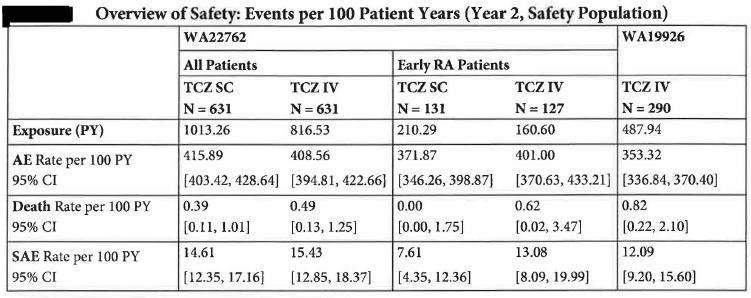 Overview of Safety: Events per 100 Patient Years (Year 2, Safety Population)
WA22762 WA19926
All Patients Early RA Patients
TCZ SC TCZ IV TCZ SC TCZ IV TCZ IV
N = 631 N = 631 N = 131 N = 127 N = 290
Exposure (PY) 1013.26 816.53 210.29 160.60 487.94
AE Rate per 100 PY 415.89 408.56 371.87 401.00 353.32
95% CI [403.42, 428.64) [394.81, 422.66] [346.26, 398.87] [370.63, 433.21] [336.84, 370.40]
Death Rate per 100 PY 0.39 0.49 0.00 0.62 0.82
95% CI [0.11, 1.01] [0.13, 1.25] [0.00, 1.75] [0.02, 3.47] [0.22, 2.10]
SAE Rate per 100 PY 14.61 15.43 7.61 13.08 12.09
95% CI [12.35, 17.16] [12.85, 18.37] [4.35, 12.36] [8.09, 19.99] [9.20, 15.60]